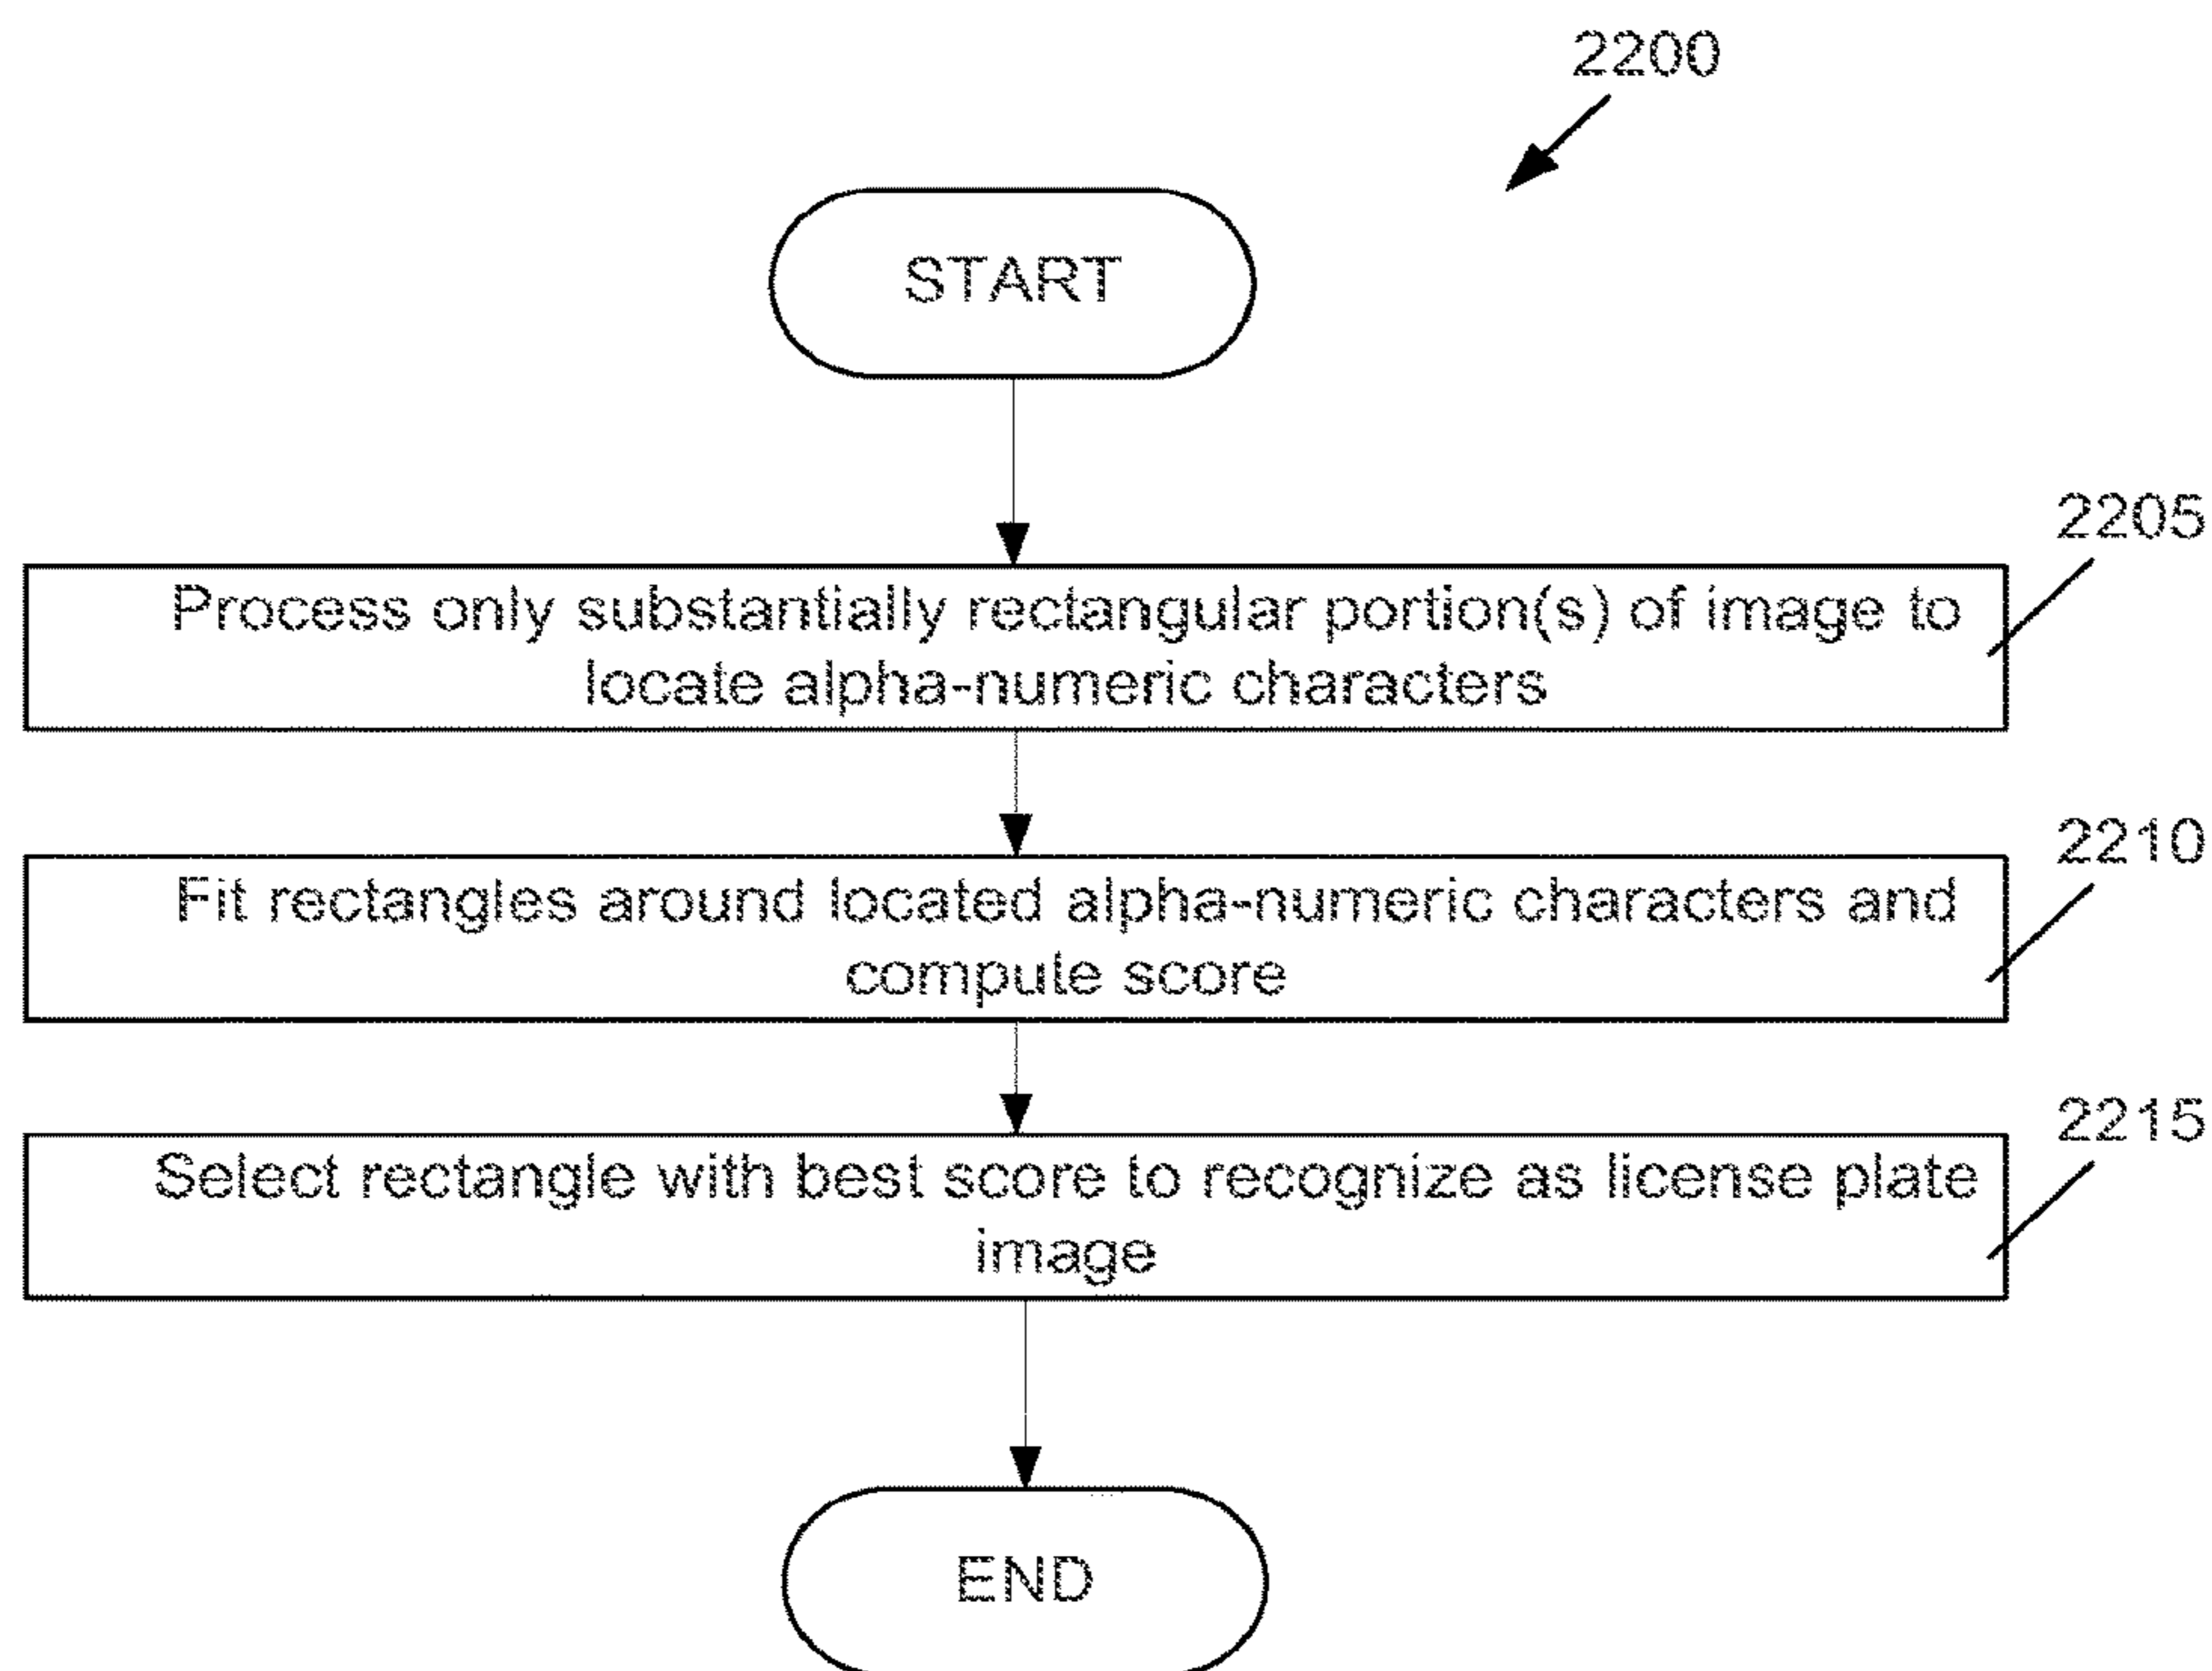 2200
START
2205
Process only substantially rectangular portion(s) of image to
locate alpha-numeric characters
2210
Fit rectangles around located alpha-numeric characters and
compute score
2215
Select rectangle with best score to recognize as license plate
image
END